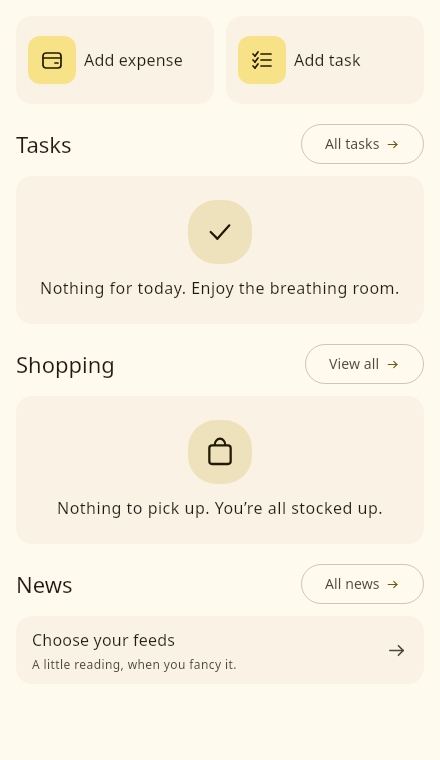 Add expense
Add task
Tasks
All tasks →
Nothing for today. Enjoy the breathing room.
Shopping
View all →
Nothing to pick up. You’re all stocked up.
News
All news →
Choose your feeds
A little reading, when you fancy it.